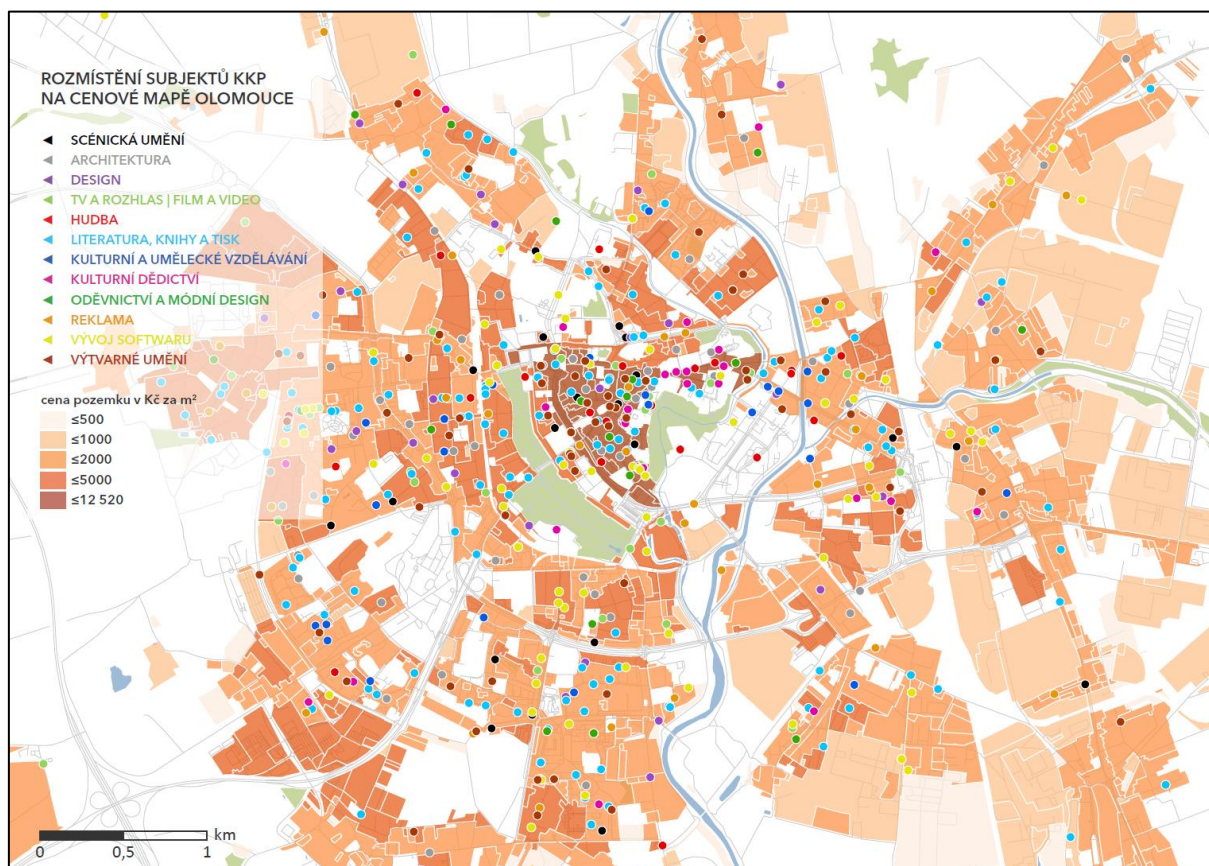 ROZMÍSTĚNÍ SUBJEKTŮ KKP
NA CENOVÉ MAPĚ OLOMOUCE
SCÉNICKÁ UMĚNÍ
ARCHITEKTURA
DESIGN
TV A ROZHLAS | FILM A VIDEO
HUDBA
LITERATURA, KNIHY A TISK
KULTURNÍ A UMĚLECKÉ VZDĚLÁVÁNÍ
KULTURNÍ DĚDICTVÍ
ODĚVNICTVÍ A MÓDNÍ DESIGN
REKLAMA
VÝVOJ SOFTWARU
VÝTVARNÉ UMĚNÍ
cena pozemku v Kč za m²
≤500
≤1000
≤2000
≤5000
≤12 520
km
0 0,5 1